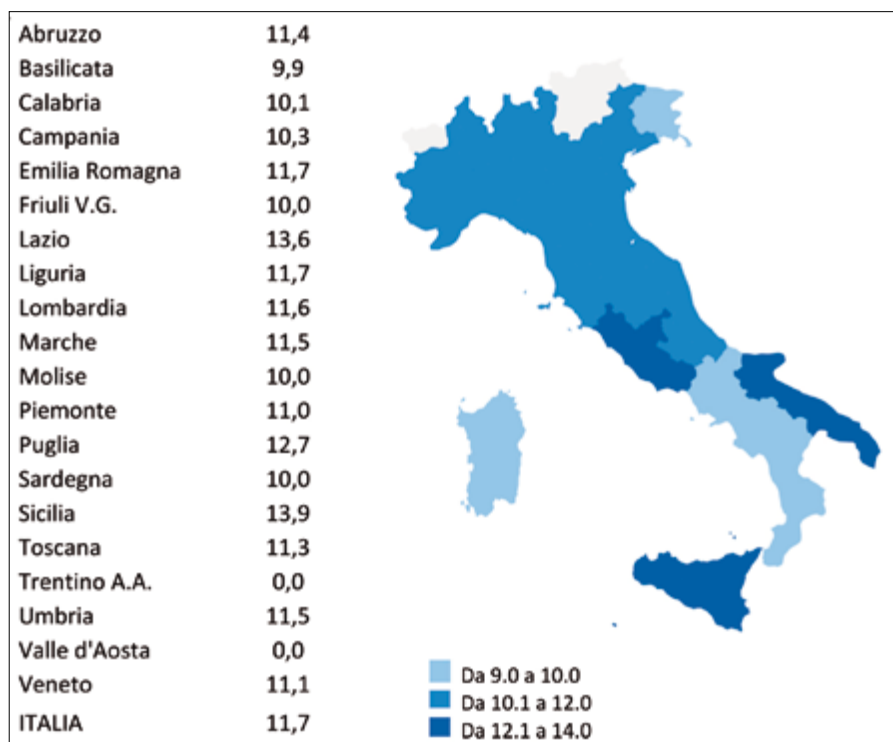 Abruzzo 11,4
Basilicata 9,9
Calabria 10,1
Campania 10,3
Emilia Romagna 11,7
Friuli V.G. 10,0
Lazio 13,6
Liguria 11,7
Lombardia 11,6
Marche 11,5
Molise 10,0
Piemonte 11,0
Puglia 12,7
Sardegna 10,0
Sicilia 13,9
Toscana 11,3
Trentino A.A. 0,0
Umbria 11,5
Valle d'Aosta 0,0
Veneto 11,1
ITALIA 11,7
Da 9.0 a 10.0
Da 10.1 a 12.0
Da 12.1 a 14.0